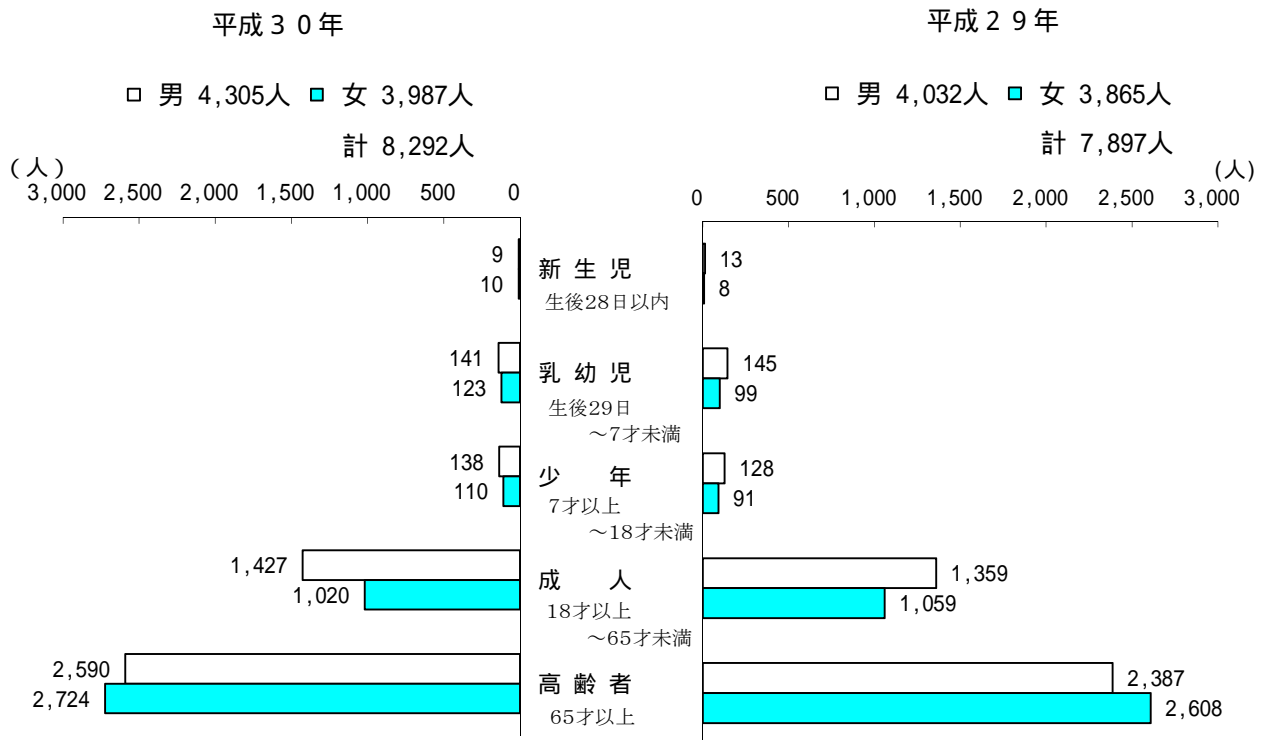 平成30年
平成29年
男 4,305人 女 3,987人
計 8,292人
男 4,032人 女 3,865人
計 7,897人
(人)
3,000 2,500 2,000 1,500 1,000 500 0
(人)
0 500 1,000 1,500 2,000 2,500 3,000
9 新生児 13
10 生後28日以内 8
141 乳幼児 145
123 生後29日 99
～7才未満
138 少年 128
110 7才以上 91
～18才未満
1,427 成人 1,359
1,020 18才以上 1,059
～65才未満
2,590 高齢者 2,387
2,724 65才以上 2,608